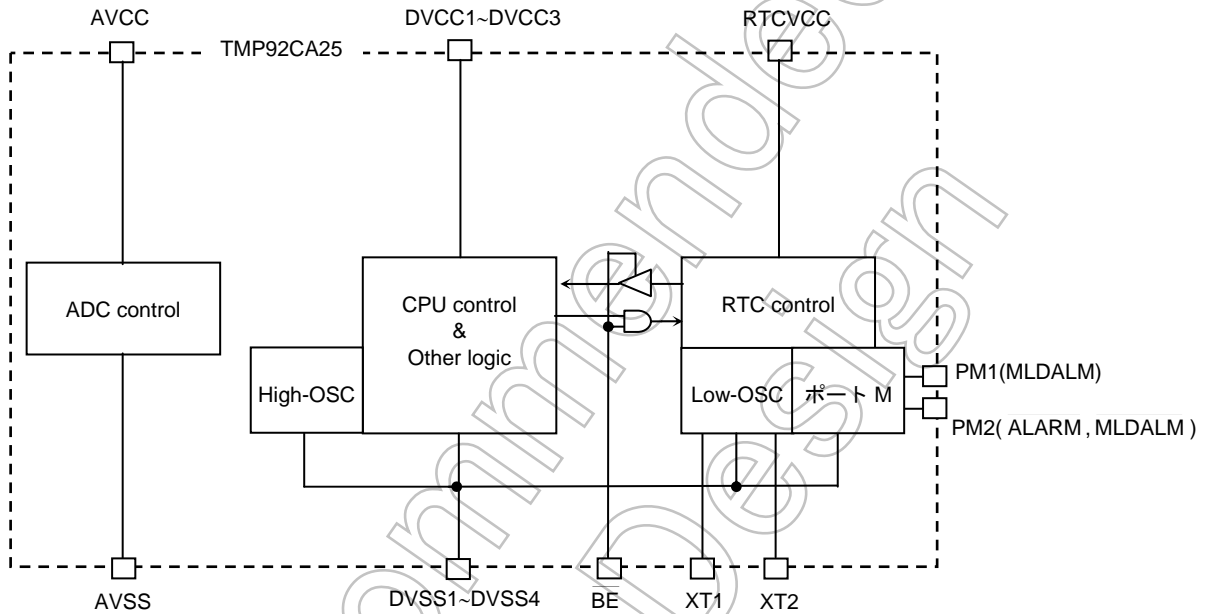 AVCC
DVCC1~DVCC3
RTCVCC
TMP92CA25
ADC control
CPU control
&
Other logic
RTC control
High-OSC
Low-OSC
ポート M
PM1(MLDALM)
PM2( ALARM , MLDALM )
AVSS
DVSS1~DVSS4
BE
XT1
XT2
Design